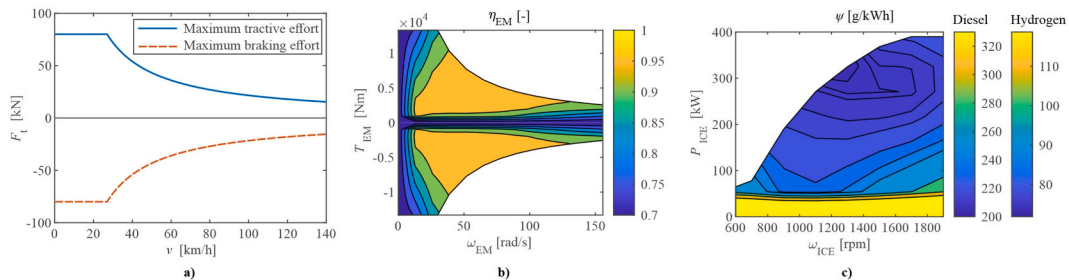 100
50
0
-50
-100
F_t [kN]
Maximum tractive effort
Maximum braking effort
0 20 40 60 80 100 120 140
v [km/h]
a)
×10⁴
η_EM [-]
1
0.5
0
-0.5
-1
T_EM [Nm]
0 50 100 150
ω_EM [rad/s]
1
0.95
0.9
0.85
0.8
0.75
0.7
b)
ψ [g/kWh]
400
300
200
100
0
P_ICE [kW]
600 800 1000 1200 1400 1600 1800
ω_ICE [rpm]
c)
Diesel
320
300
280
260
240
220
200
Hydrogen
110
100
90
80